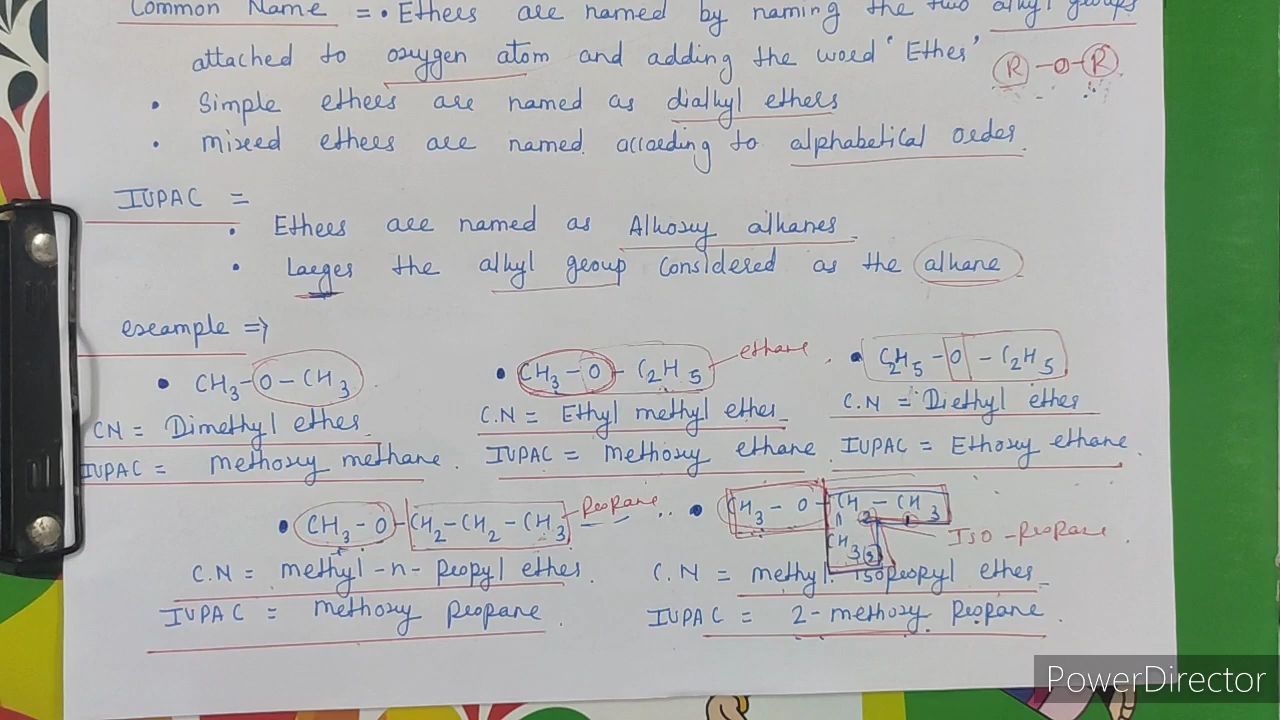 Common Name = • Ethers are named by naming the two alkyl groups
attached to oxygen atom and adding the word 'Ether'
R - O - R
• Simple ethers are named as dialkyl ethers
• mixed ethers are named according to alphabetical order.
IUPAC =
• Ethers are named as Alkoxy alkanes
• Larger the alkyl group considered as the alkane
example =>
• CH3-O-CH3
• CH3-O-C2H5 ethane
• C2H5-O-C2H5
CN = Dimethyl ether
C.N = Ethyl methyl ether
C.N = Diethyl ether
IUPAC = methoxy methane.
IUPAC = methoxy ethane
IUPAC = Ethoxy ethane.
• CH3-O-CH2-CH2-CH3 Propane
• CH3-O-CH-CH3
2 1
CH3 3
Iso-propane
C.N = methyl-n-propyl ether.
C.N = methyl isopropyl ether
IUPAC = methoxy propane.
IUPAC = 2-methoxy propane.
PowerDirector